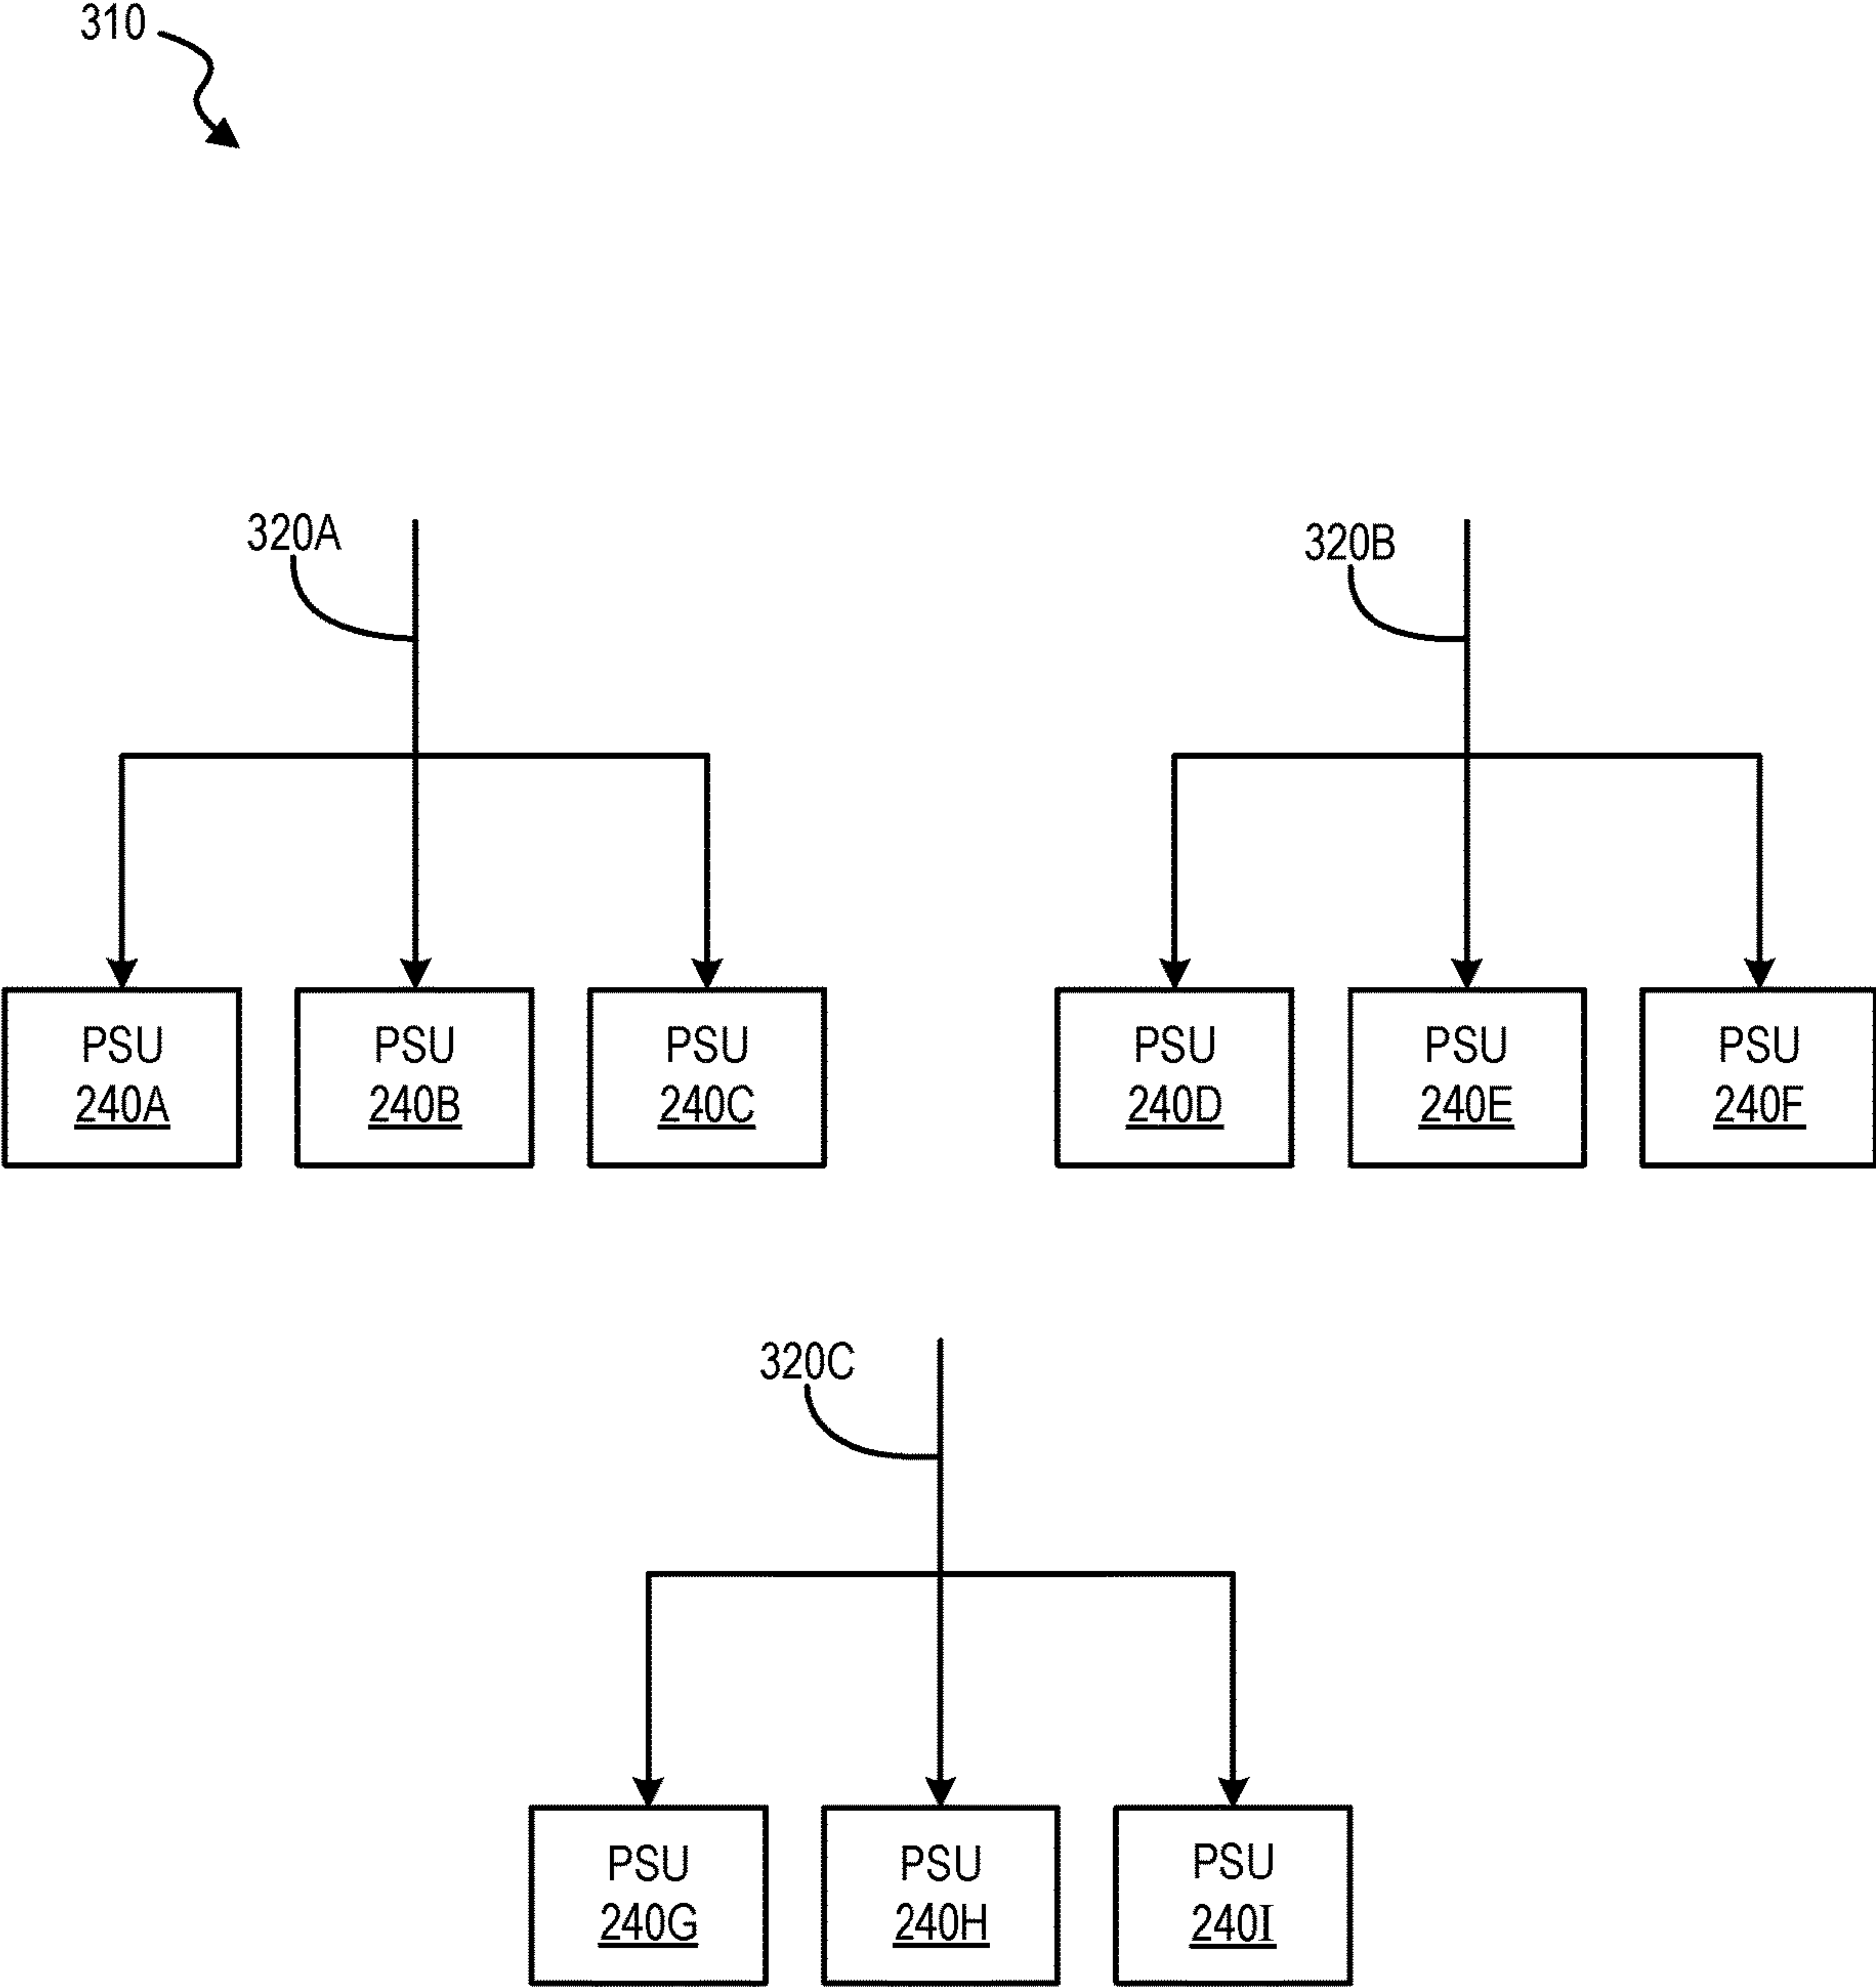 310
320A
320B
PSU
240A
PSU
240B
PSU
240C
PSU
240D
PSU
240E
PSU
240F
320C
PSU
240G
PSU
240H
PSU
240I